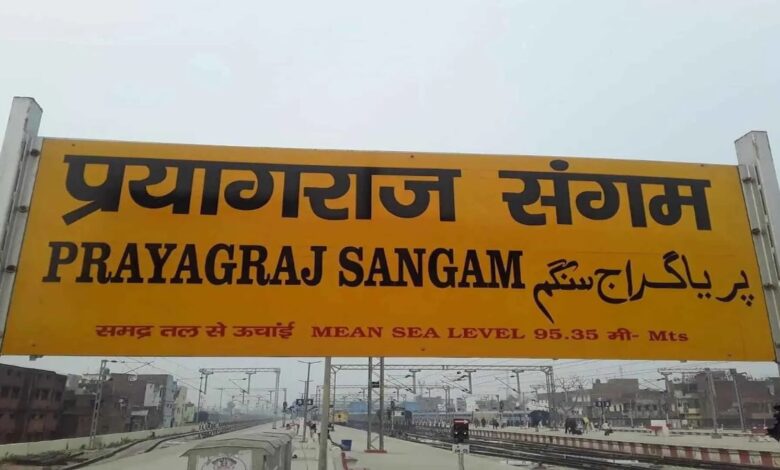 प्रयागराज संगम
PRAYAGRAJ SANGAM پریاگراج سنگم
समद्र तल से ऊचांई MEAN SEA LEVEL 95.35 मी- Mts